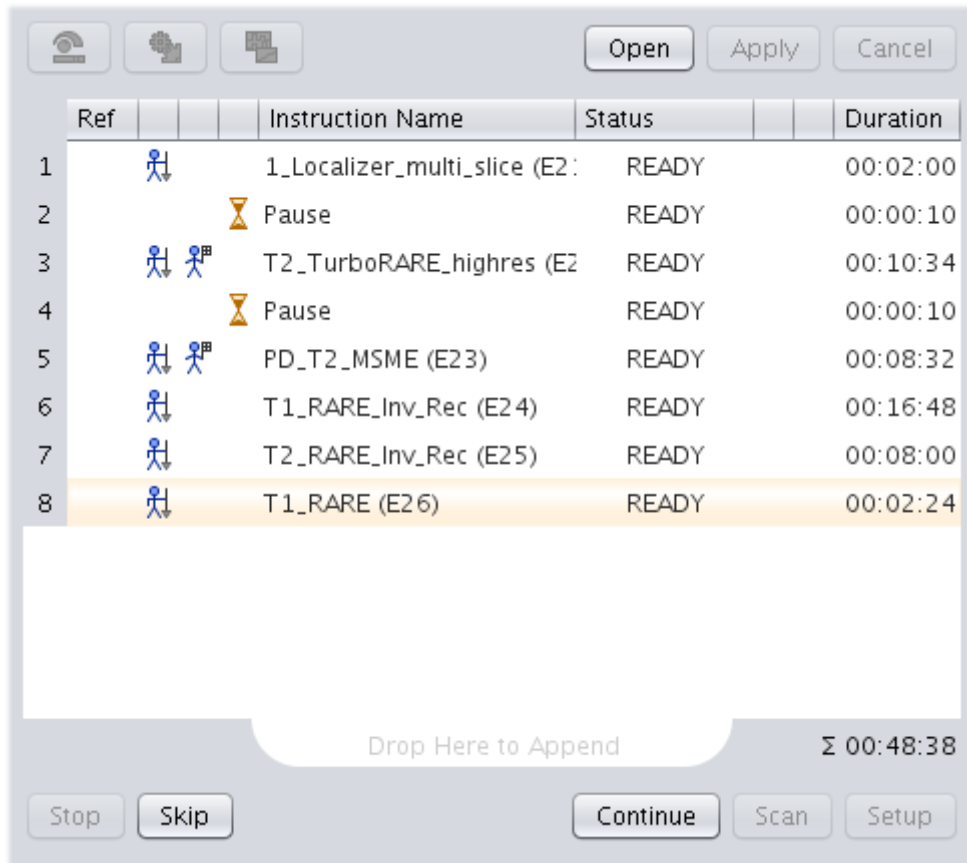 Open Apply Cancel
Ref Instruction Name Status Duration
1 1_Localizer_multi_slice (E2 READY 00:02:00
2 Pause READY 00:00:10
3 T2_TurboRARE_highres (E2 READY 00:10:34
4 Pause READY 00:00:10
5 PD_T2_MSME (E23) READY 00:08:32
6 T1_RARE_Inv_Rec (E24) READY 00:16:48
7 T2_RARE_Inv_Rec (E25) READY 00:08:00
8 T1_RARE (E26) READY 00:02:24
Drop Here to Append Σ 00:48:38
Stop Skip Continue Scan Setup